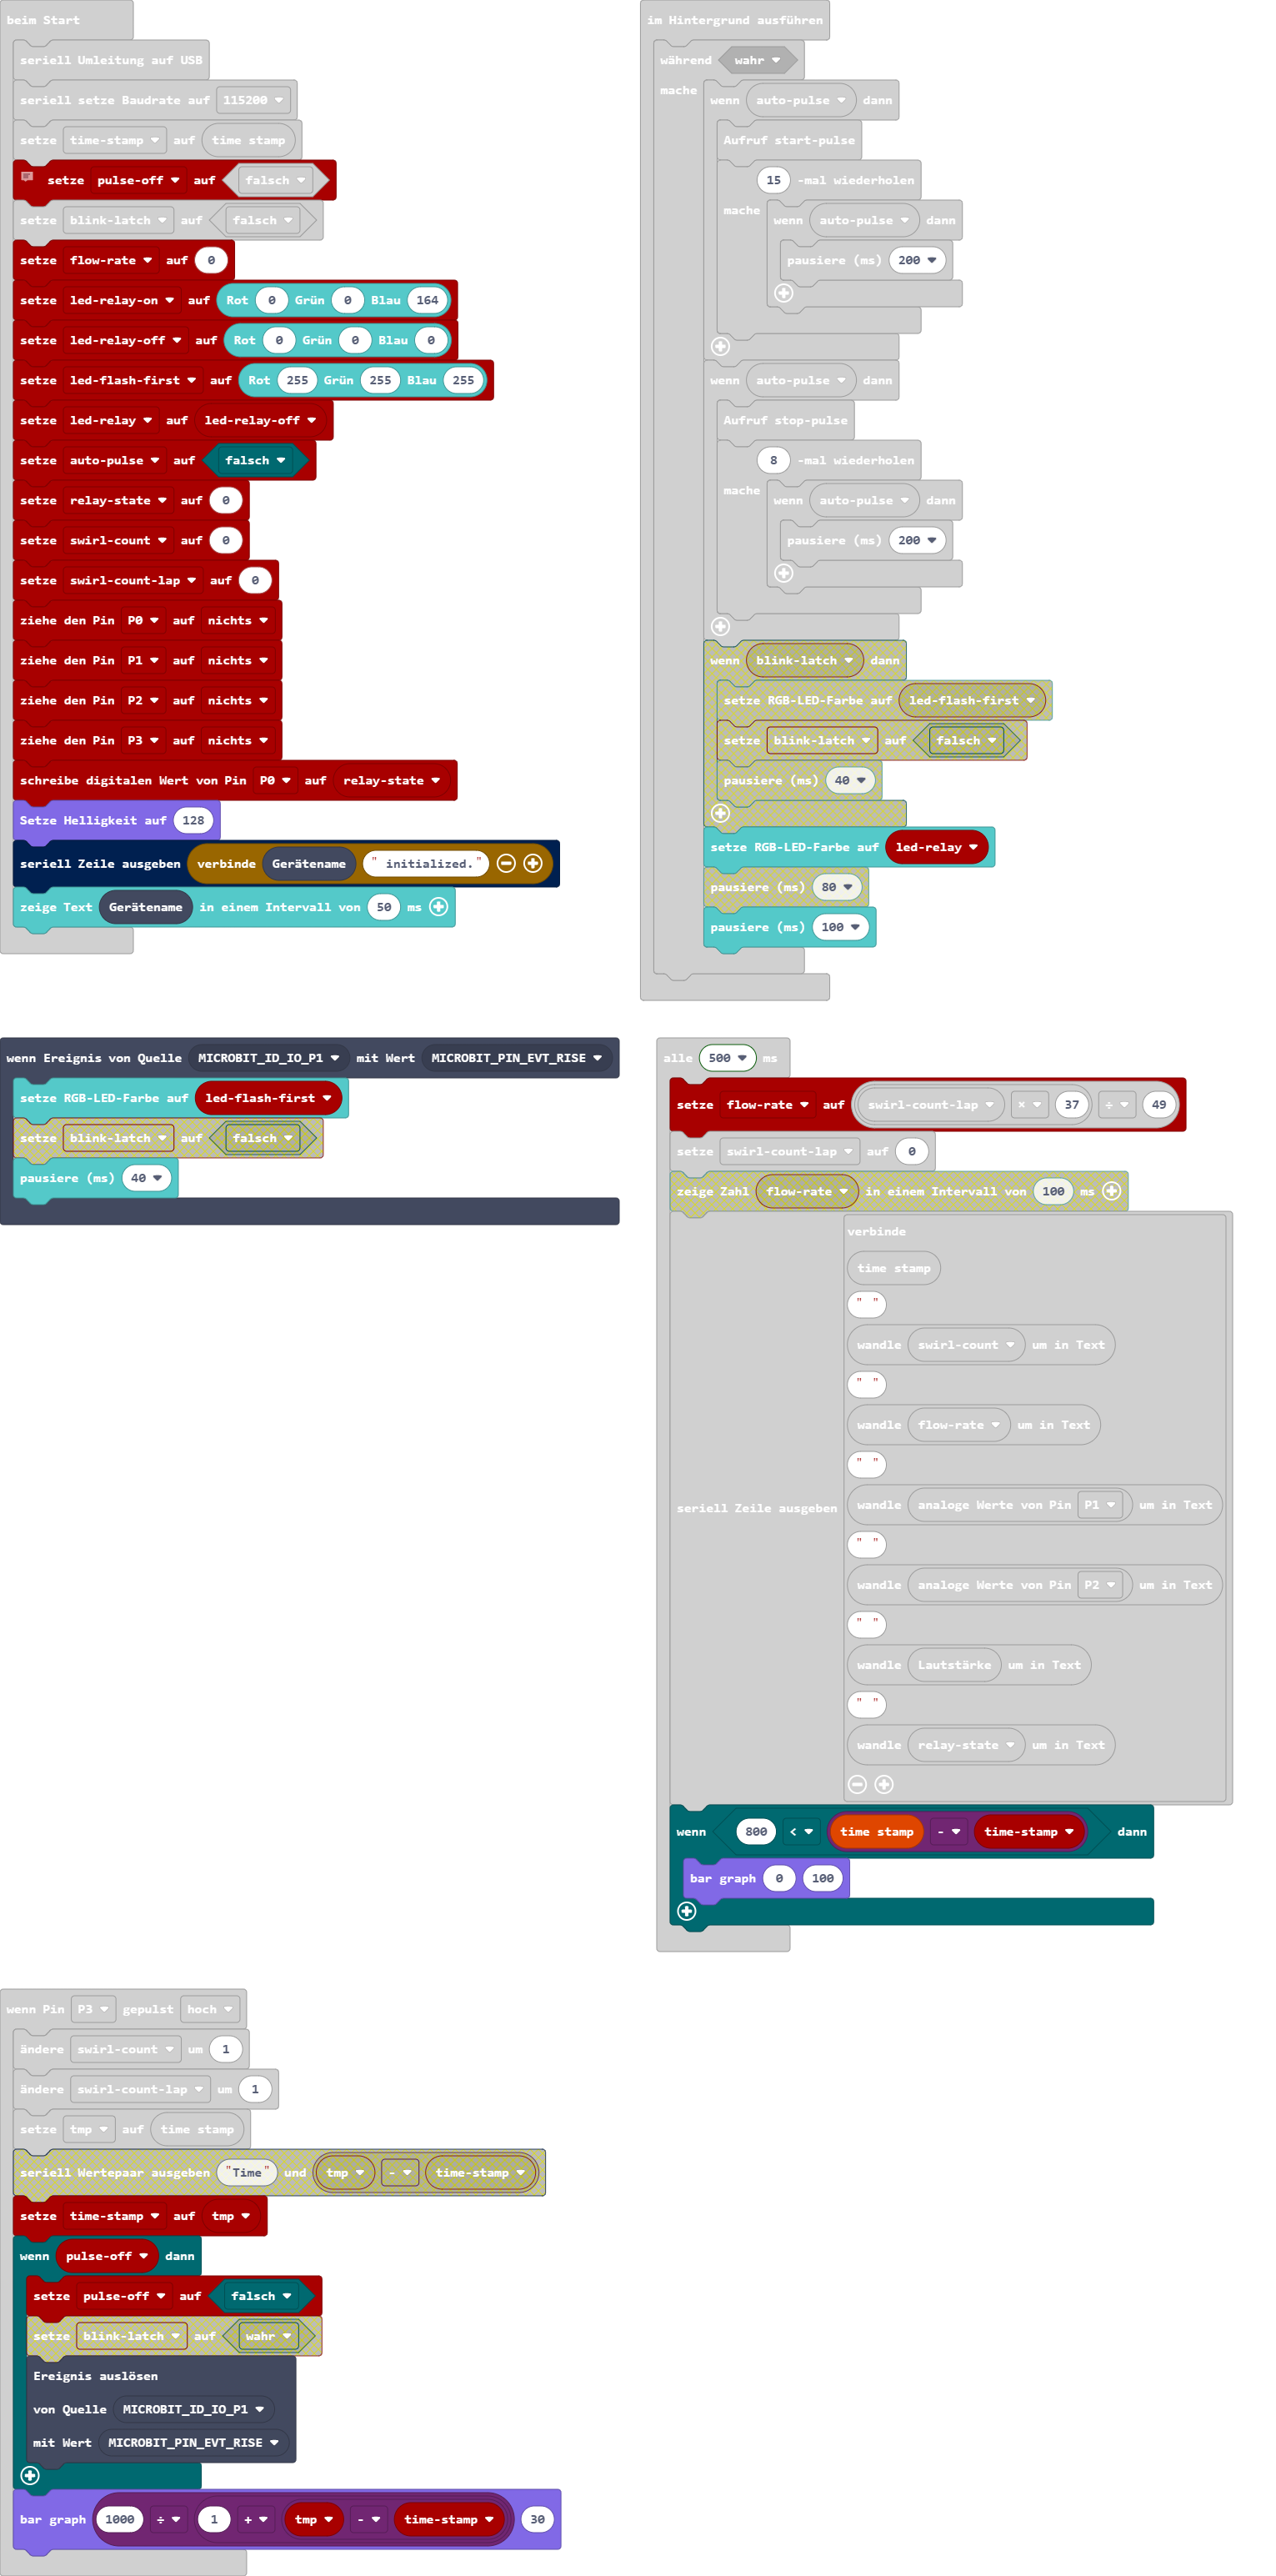 beim Start
seriell Umleitung auf USB
seriell setze Baudrate auf 115200
setze time-stamp auf time stamp
setze pulse-off auf falsch
setze blink-latch auf falsch
setze flow-rate auf 0
setze led-relay-on auf Rot 0 Grün 0 Blau 164
setze led-relay-off auf Rot 0 Grün 0 Blau 0
setze led-flash-first auf Rot 255 Grün 255 Blau 255
setze led-relay auf led-relay-off
setze auto-pulse auf falsch
setze relay-state auf 0
setze swirl-count auf 0
setze swirl-count-lap auf 0
ziehe den Pin P0 auf nichts
ziehe den Pin P1 auf nichts
ziehe den Pin P2 auf nichts
ziehe den Pin P3 auf nichts
schreibe digitalen Wert von Pin P0 auf relay-state
Setze Helligkeit auf 128
seriell Zeile ausgeben verbinde Gerätename " initialized."
zeige Text Gerätename in einem Intervall von 50 ms
im Hintergrund ausführen
während wahr
mache
wenn auto-pulse dann
Aufruf start-pulse
15 -mal wiederholen
mache
wenn auto-pulse dann
pausiere (ms) 200
wenn auto-pulse dann
Aufruf stop-pulse
8 -mal wiederholen
mache
wenn auto-pulse dann
pausiere (ms) 200
wenn blink-latch dann
setze RGB-LED-Farbe auf led-flash-first
setze blink-latch auf falsch
pausiere (ms) 40
setze RGB-LED-Farbe auf led-relay
pausiere (ms) 80
pausiere (ms) 100
wenn Ereignis von Quelle MICROBIT_ID_IO_P1 mit Wert MICROBIT_PIN_EVT_RISE
setze RGB-LED-Farbe auf led-flash-first
setze blink-latch auf falsch
pausiere (ms) 40
alle 500 ms
setze flow-rate auf swirl-count-lap × 37 ÷ 49
setze swirl-count-lap auf 0
zeige Zahl flow-rate in einem Intervall von 100 ms
seriell Zeile ausgeben
verbinde
time stamp
" "
wandle swirl-count um in Text
" "
wandle flow-rate um in Text
" "
wandle analoge Werte von Pin P1 um in Text
" "
wandle analoge Werte von Pin P2 um in Text
" "
wandle Lautstärke um in Text
" "
wandle relay-state um in Text
wenn 800 < time stamp - time-stamp dann
bar graph 0 100
wenn Pin P3 gepulst hoch
ändere swirl-count um 1
ändere swirl-count-lap um 1
setze tmp auf time stamp
seriell Wertepaar ausgeben "Time" und tmp - time-stamp
setze time-stamp auf tmp
wenn pulse-off dann
setze pulse-off auf falsch
setze blink-latch auf wahr
Ereignis auslösen
von Quelle MICROBIT_ID_IO_P1
mit Wert MICROBIT_PIN_EVT_RISE
bar graph 1000 ÷ 1 + tmp - time-stamp 30